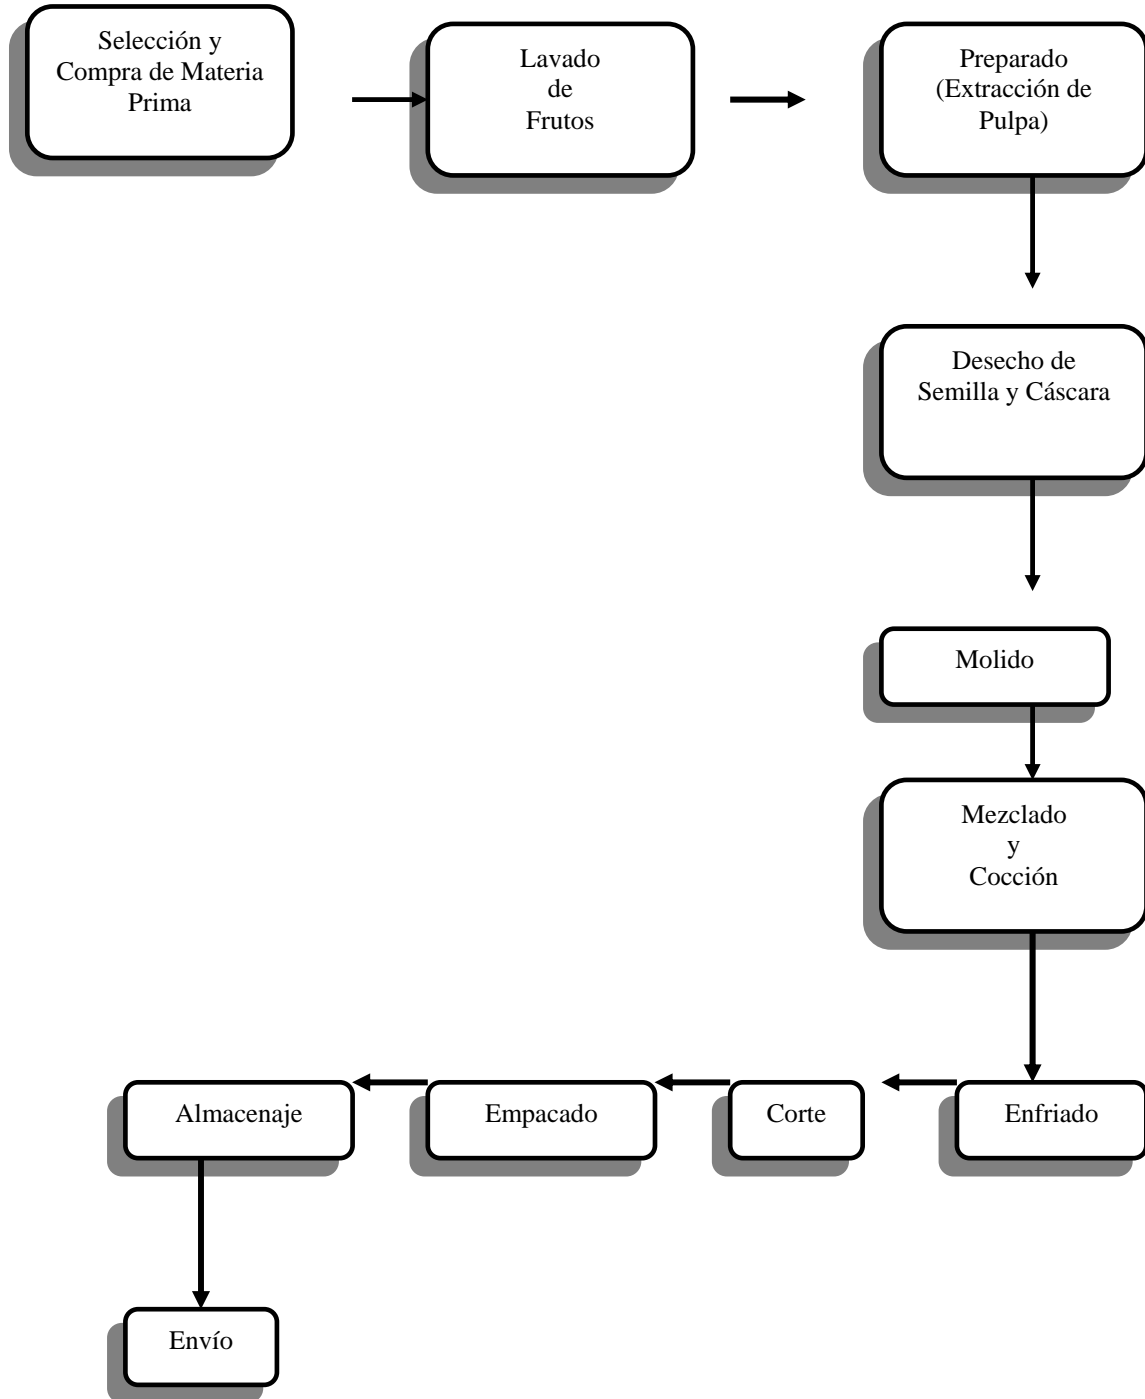 Selección y
Compra de Materia
Prima
Lavado
de
Frutos
Preparado
(Extracción de
Pulpa)
Desecho de
Semilla y Cáscara
Molido
Mezclado
y
Cocción
Enfriado
Corte
Empacado
Almacenaje
Envío